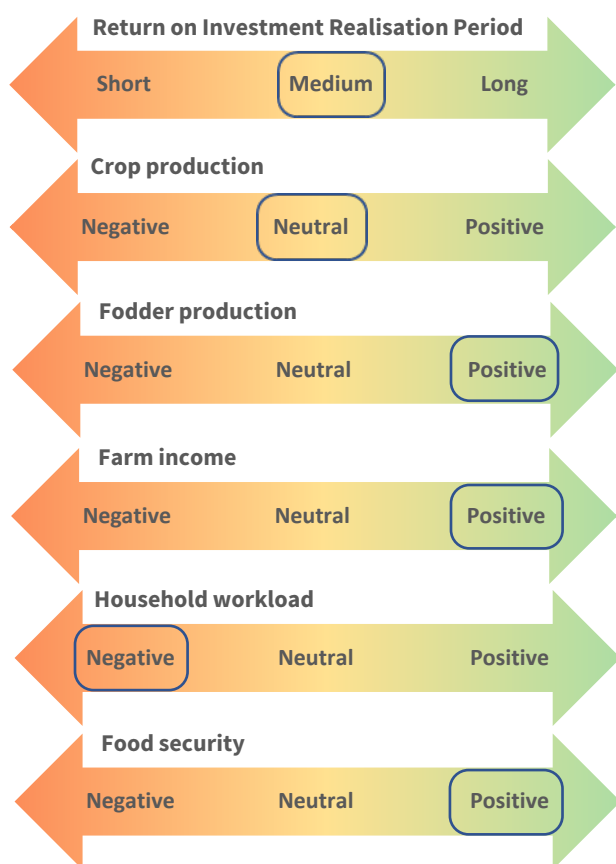 Return on Investment Realisation Period
Short Medium Long
Crop production
Negative Neutral Positive
Fodder production
Negative Neutral Positive
Farm income
Negative Neutral Positive
Household workload
Negative Neutral Positive
Food security
Negative Neutral Positive